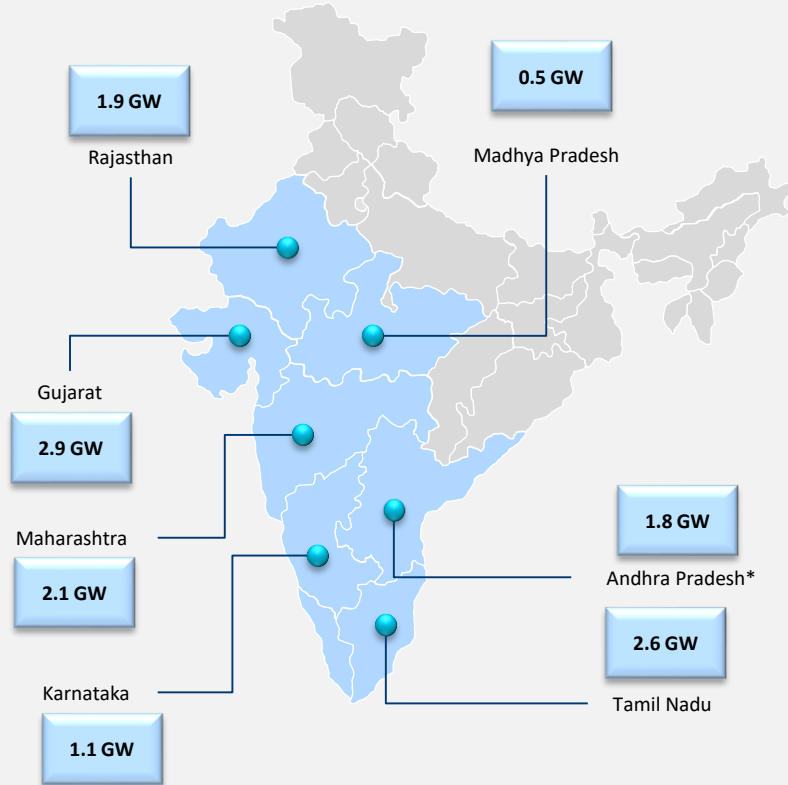 1.9 GW
Rajasthan
0.5 GW
Madhya Pradesh
Gujarat
2.9 GW
Maharashtra
2.1 GW
Karnataka
1.1 GW
1.8 GW
Andhra Pradesh*
2.6 GW
Tamil Nadu